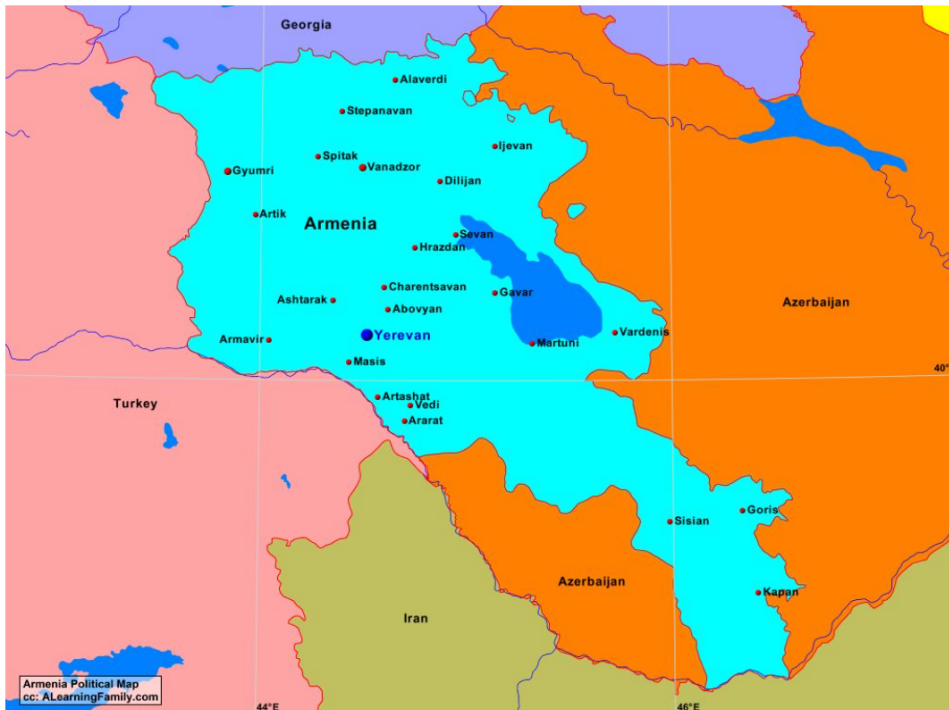 Georgia
Alaverdi
Stepanavan
Ijevan
Spitak
Vanadzor
Gyumri
Dilijan
Artik
Armenia
Sevan
Hrazdan
Charentsavan
Gavar
Ashtarak
Abovyan
Azerbaijan
Vardenis
Yerevan
Armavir
Martuni
Masis
40°
Artashat
Turkey
Vedi
Ararat
Goris
Sisian
Azerbaijan
Kapan
Iran
Armenia Political Map
cc: ALearningFamily.com
44°E
46°E